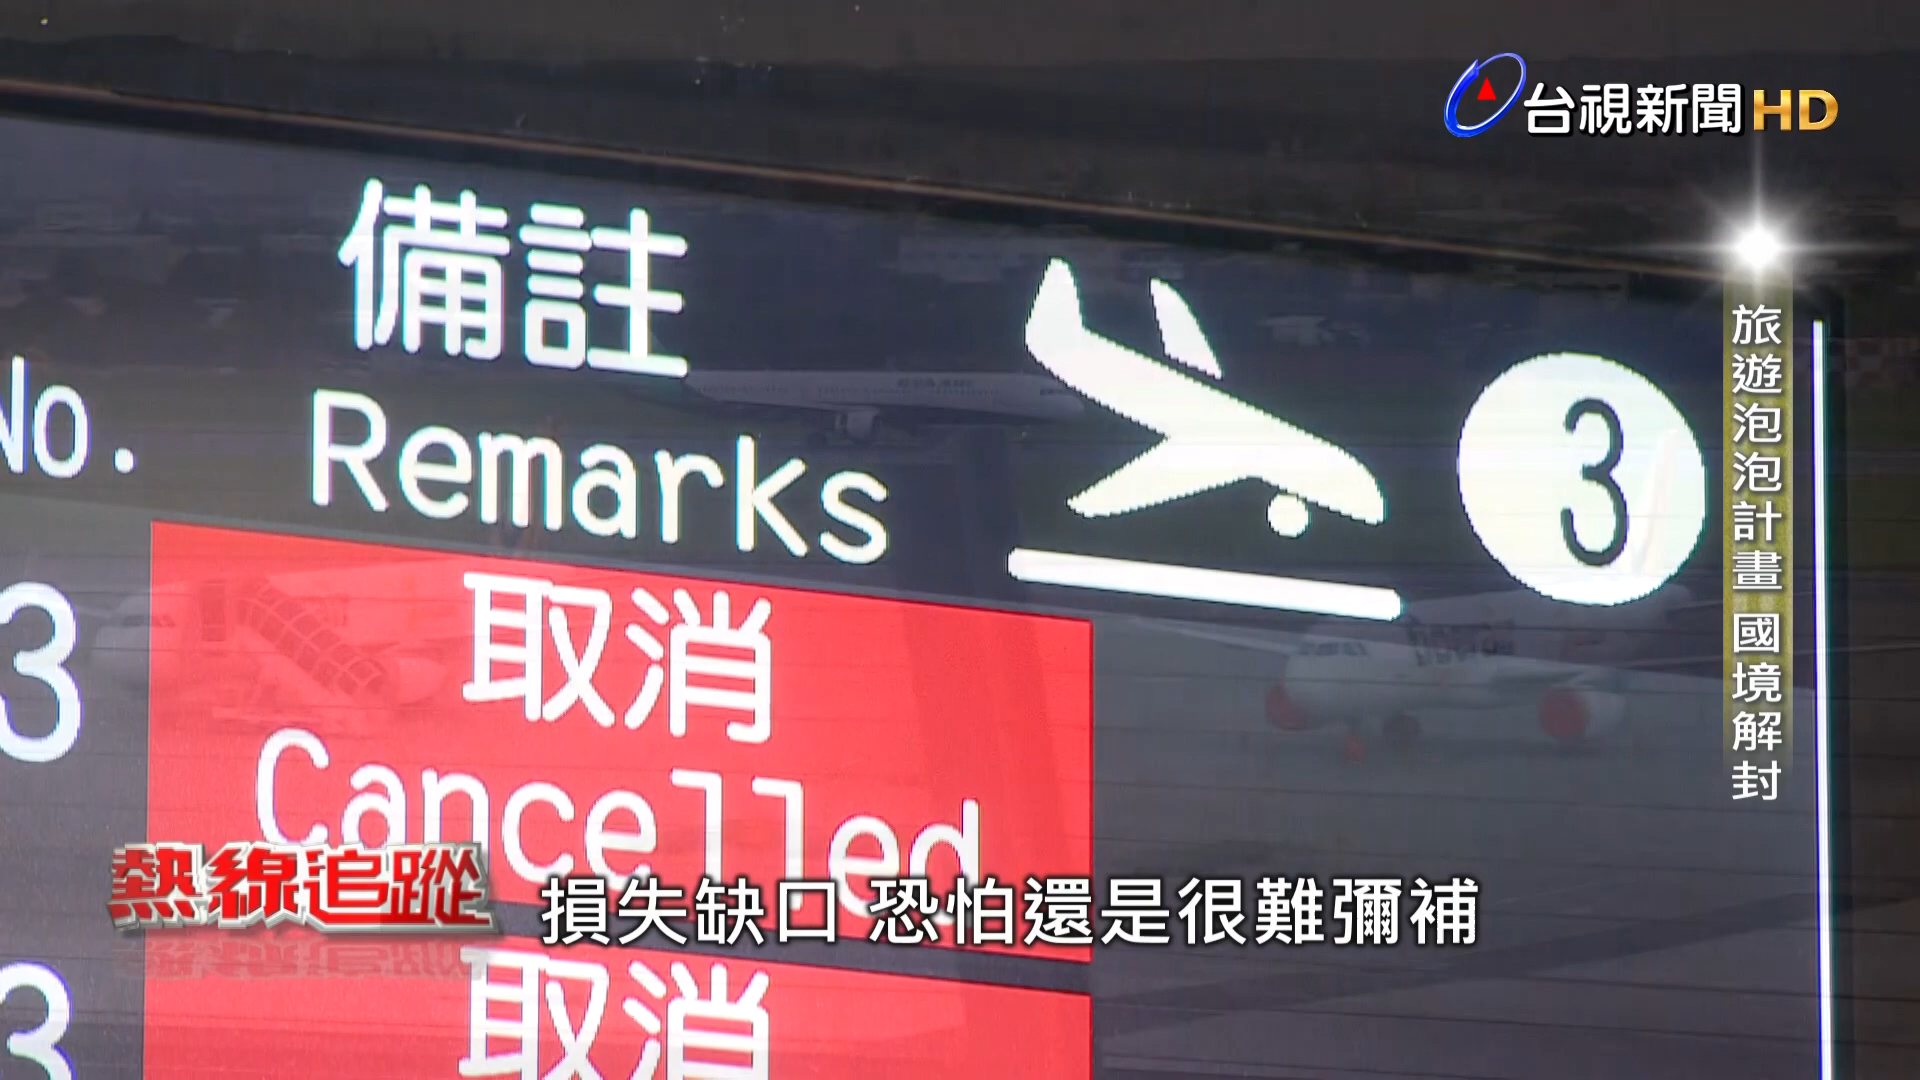 台視新聞HD
旅遊泡泡計畫 國境解封
備註
No.
Remarks
3
3
取消
Cancelled
3
取消
熱線追蹤
損失缺口 恐怕還是很難彌補